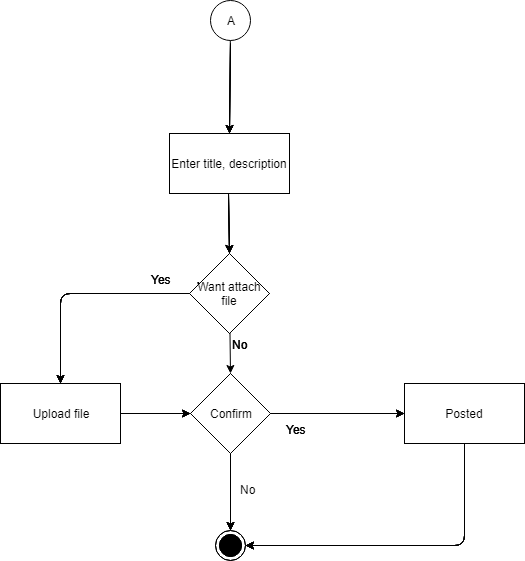 A
Enter title, description
Yes
Want attach
file
No
Upload file
Confirm
Posted
Yes
No